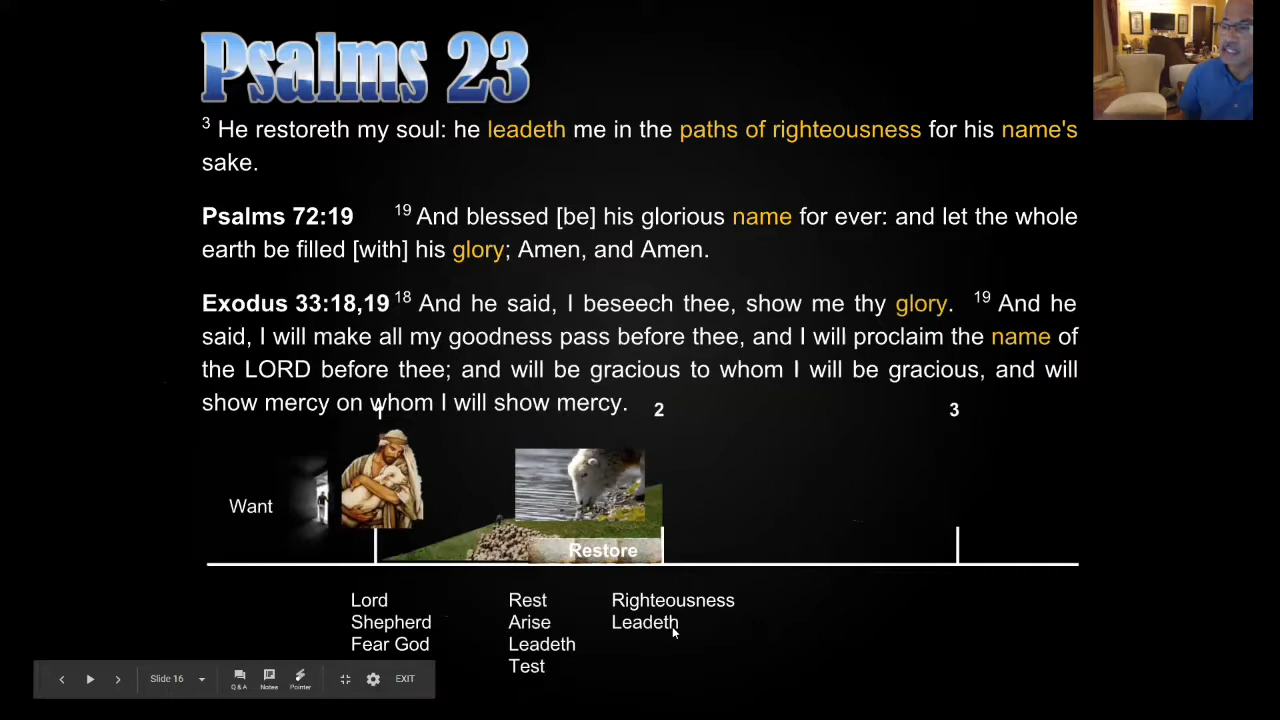 Psalms 23
3 He restoreth my soul: he leadeth me in the paths of righteousness for his name's
sake.
Psalms 72:19 19 And blessed [be] his glorious name for ever: and let the whole
earth be filled [with] his glory; Amen, and Amen.
Exodus 33:18,19 18 And he said, I beseech thee, show me thy glory. 19 And he
said, I will make all my goodness pass before thee, and I will proclaim the name of
the LORD before thee; and will be gracious to whom I will be gracious, and will
show mercy on whom I will show mercy.
1 2 3
Want
Restore
Lord Rest Righteousness
Shepherd Arise Leadeth
Fear God Leadeth
Test
Slide 16 Q & A Notes Pointer EXIT